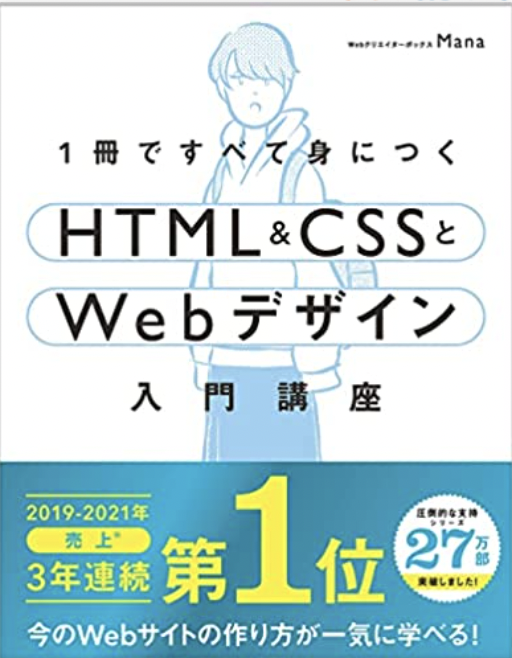 WebクリエイターボックスMana
1冊ですべて身につく
HTML&CSSと
Webデザイン
入門講座
2019-2021年
売上※
3年連続
第1位
圧倒的な支持
シリーズ
27万部
突破しました!
今のWebサイトの作り方が一気に学べる!